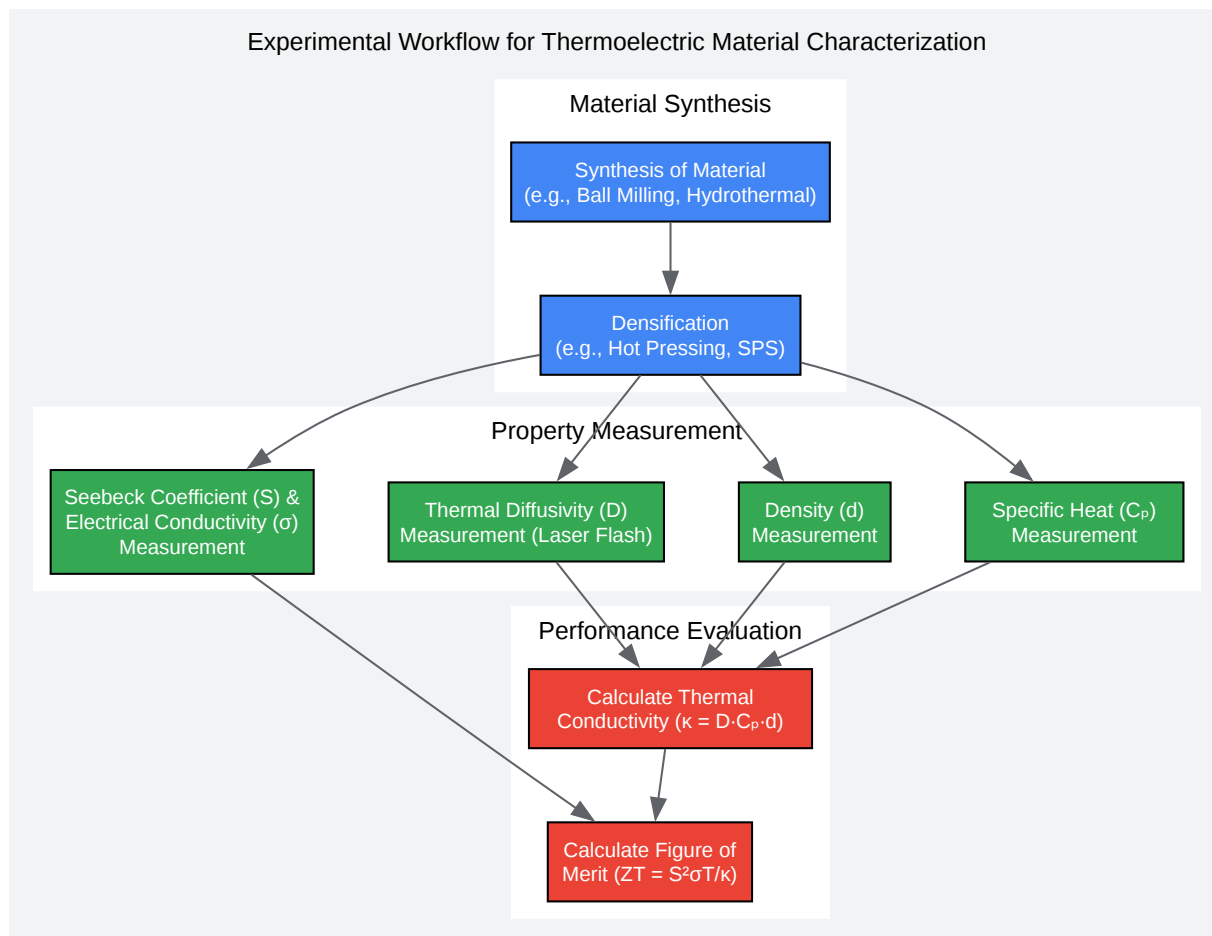 Experimental Workflow for Thermoelectric Material Characterization
Material Synthesis
Synthesis of Material
(e.g., Ball Milling, Hydrothermal)
Densification
(e.g., Hot Pressing, SPS)
Property Measurement
Seebeck Coefficient (S) &
Electrical Conductivity (σ)
Measurement
Thermal Diffusivity (D)
Measurement (Laser Flash)
Density (d)
Measurement
Specific Heat (Cₚ)
Measurement
Performance Evaluation
Calculate Thermal
Conductivity (κ = D·Cₚ·d)
Calculate Figure of
Merit (ZT = S²σT/κ)